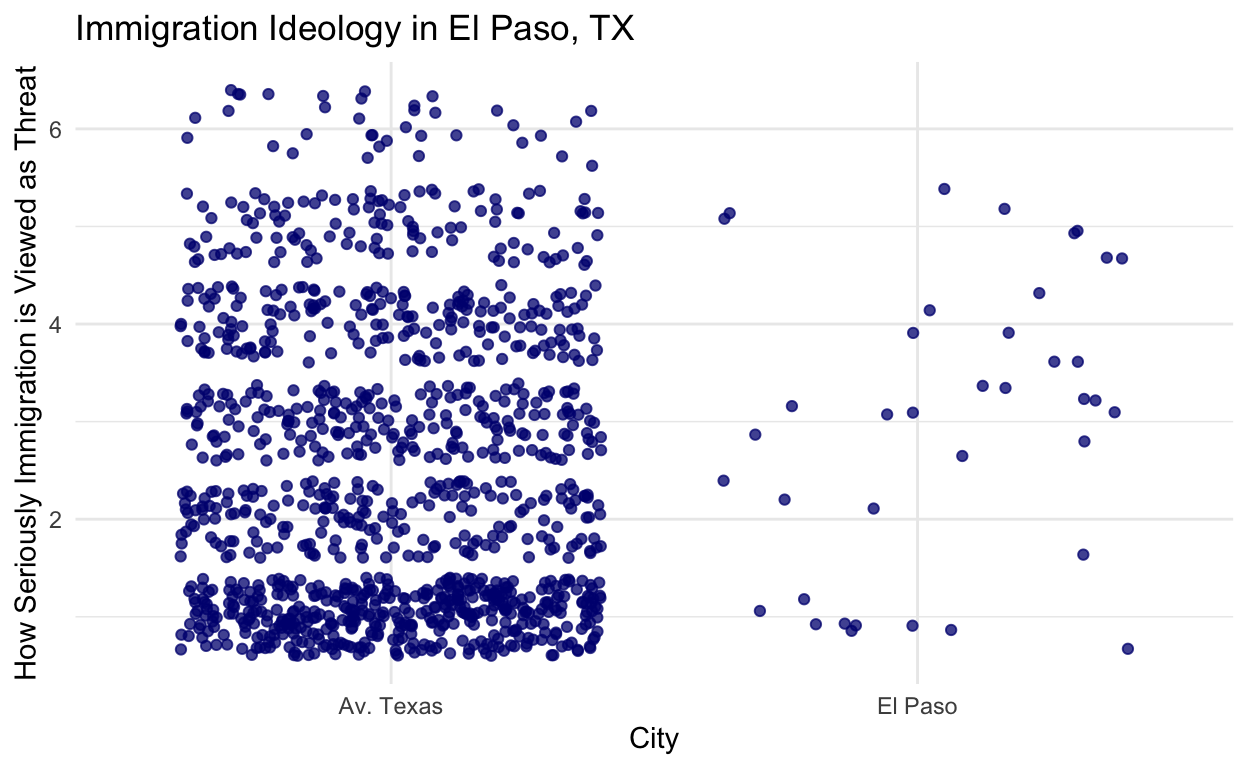 Immigration Ideology in El Paso, TX
How Seriously Immigration is Viewed as Threat
6
4
2
Av. Texas
El Paso
City